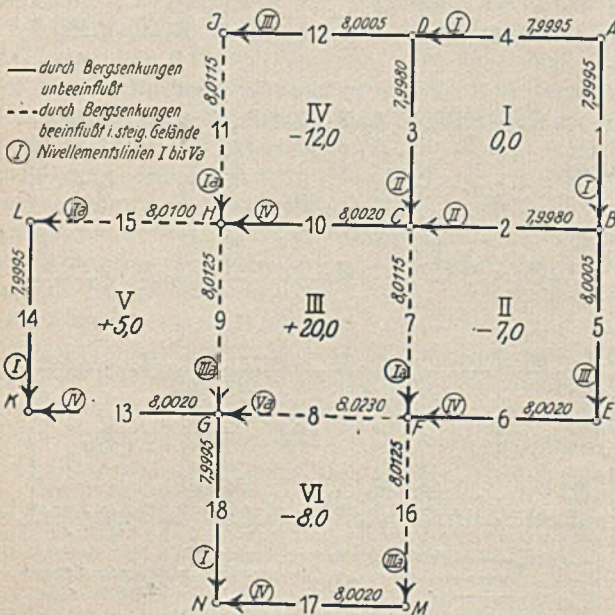 J III 12 8,0005 D I 4 7,9995 A
durch Bergsenkungen
unbeeinflußt
durch Bergsenkungen
beeinflußt i. steig. Gelände
I Nivellementslinien I bis Va
8,0115
11
Ia
IV
-12,0
7,9980
3
II
I
0,0
7,9995
1
I
L IIa 15 8,0100 H IV 10 8,0020 C II 2 7,9980 B
7,9995
14
I
V
+5,0
8,0125
9
IIIa
III
+20,0
8,0115
7
Ia
II
-7,0
8,0005
5
III
K IV 13 8,0020 G Va 8 8,0230 F IV 6 8,0020 E
7,9995
18
I
VI
-8,0
8,0125
16
IIIa
N IV 17 8,0020 M